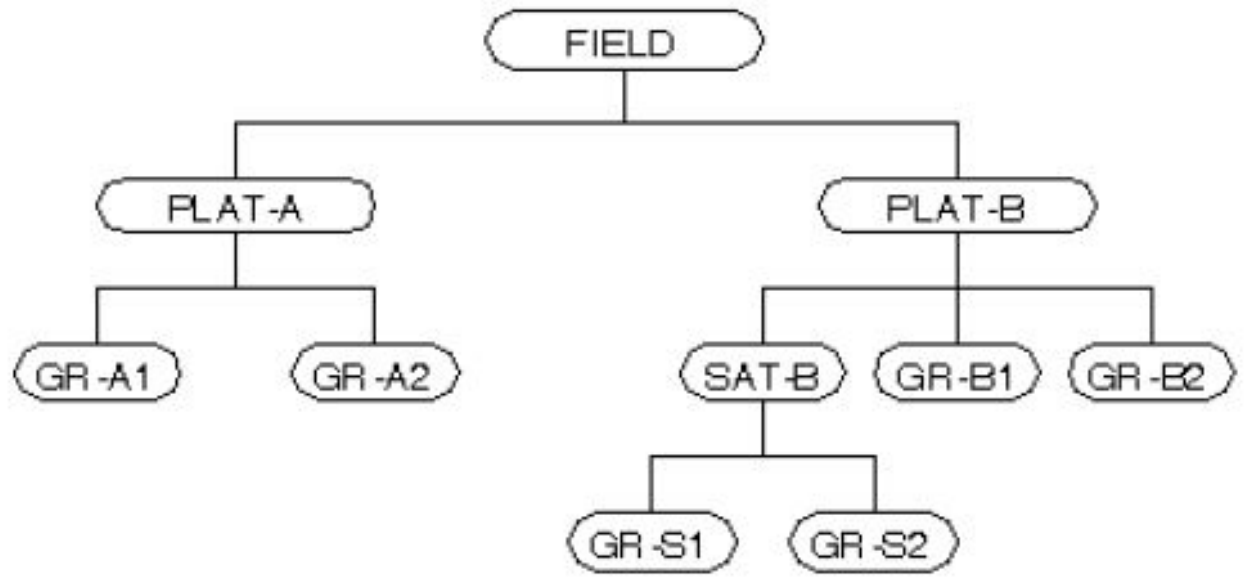 FIELD
PLAT-A
PLAT-B
GR-A1
GR-A2
SAT-B
GR-B1
GR-B2
GR-S1
GR-S2